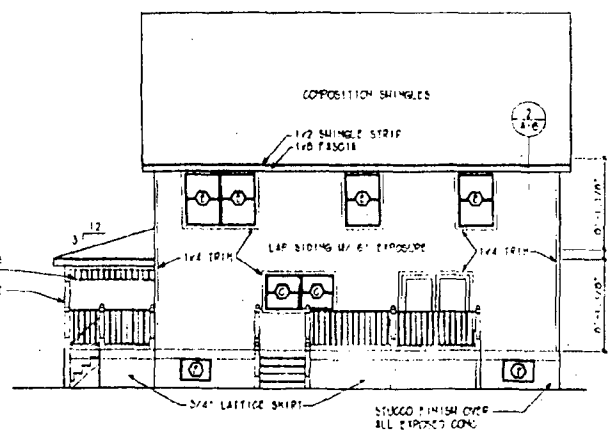 COMPOSITION SHINGLES
2
A-6
1x2 SHINGLE STRIP
1x8 FASCIA
12
3
1x4 TRIM
LAP SIDING W/ 6" EXPOSURE
1x4 TRIM
3/4" LATTICE SKIRT
STUCCO FINISH OVER
ALL EXPOSED CONC